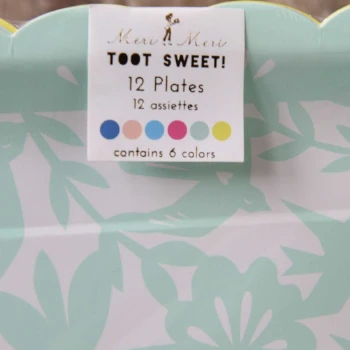 Meri Meri
TOOT SWEET!
12 Plates
12 assiettes
contains 6 colors